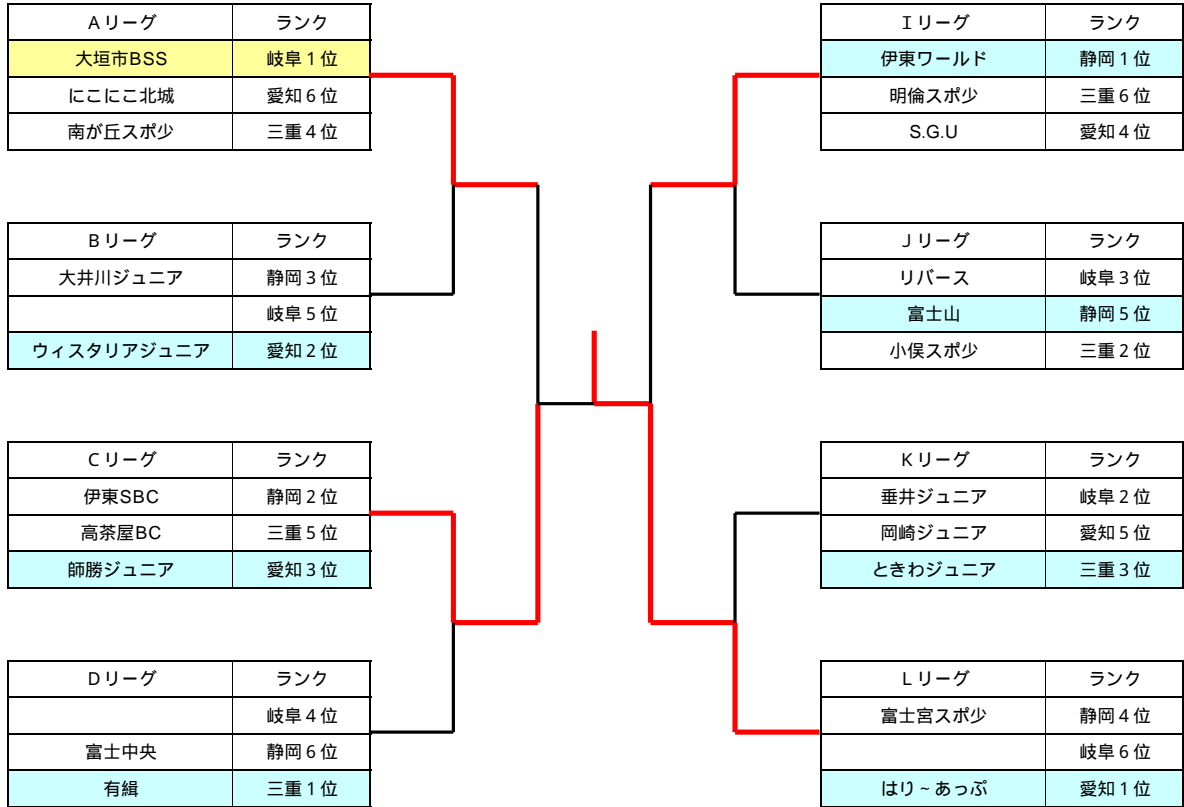 Aリーグ ランク
大垣市BSS 岐阜1位
にこにこ北城 愛知6位
南が丘スポ少 三重4位
Bリーグ ランク
大井川ジュニア 静岡3位
岐阜5位
ウィスタリアジュニア 愛知2位
Cリーグ ランク
伊東SBC 静岡2位
高茶屋BC 三重5位
師勝ジュニア 愛知3位
Dリーグ ランク
岐阜4位
富士中央 静岡6位
有緝 三重1位
Iリーグ ランク
伊東ワールド 静岡1位
明倫スポ少 三重6位
S.G.U 愛知4位
Jリーグ ランク
リバース 岐阜3位
富士山 静岡5位
小俣スポ少 三重2位
Kリーグ ランク
垂井ジュニア 岐阜2位
岡崎ジュニア 愛知5位
ときわジュニア 三重3位
Lリーグ ランク
富士宮スポ少 静岡4位
岐阜6位
はり~あっぷ 愛知1位